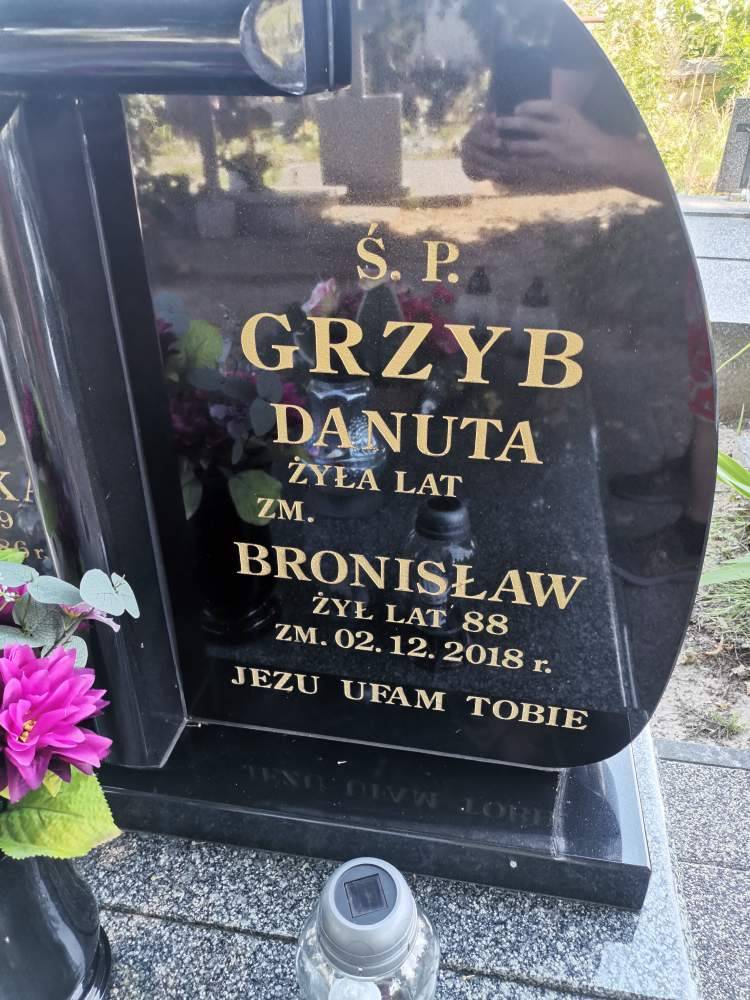 Ś. P.
GRZYB
DANUTA
ŻYŁA LAT
ZM.
BRONISŁAW
ŻYŁ LAT 88
ZM. 02.12.2018 r.
JEZU UFAM TOBIE